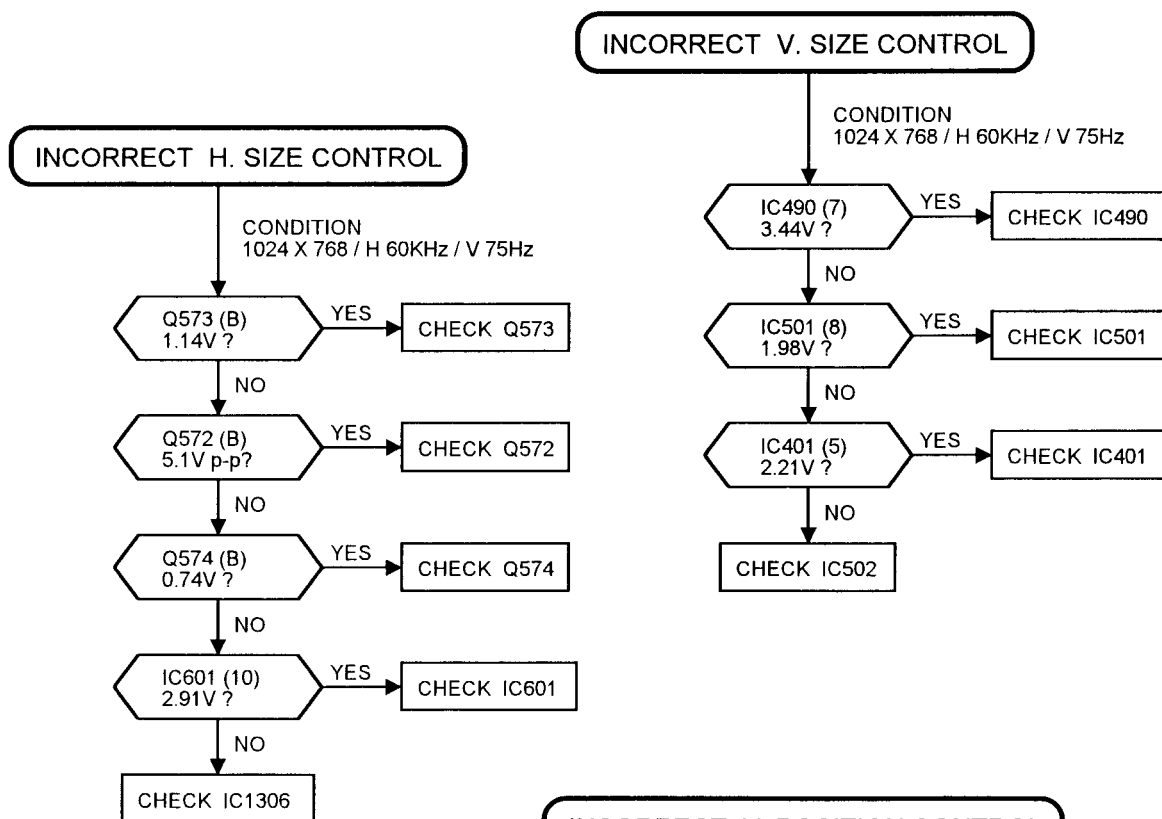 INCORRECT H. SIZE CONTROL
CONDITION
1024 X 768 / H 60KHz / V 75Hz
Q573 (B)
1.14V ?
YES
CHECK Q573
NO
Q572 (B)
5.1V p-p?
YES
CHECK Q572
NO
Q574 (B)
0.74V ?
YES
CHECK Q574
NO
IC601 (10)
2.91V ?
YES
CHECK IC601
NO
CHECK IC1306
INCORRECT V. SIZE CONTROL
CONDITION
1024 X 768 / H 60KHz / V 75Hz
IC490 (7)
3.44V ?
YES
CHECK IC490
NO
IC501 (8)
1.98V ?
YES
CHECK IC501
NO
IC401 (5)
2.21V ?
YES
CHECK IC401
NO
CHECK IC502
INCORRECT POSITION CONTROL